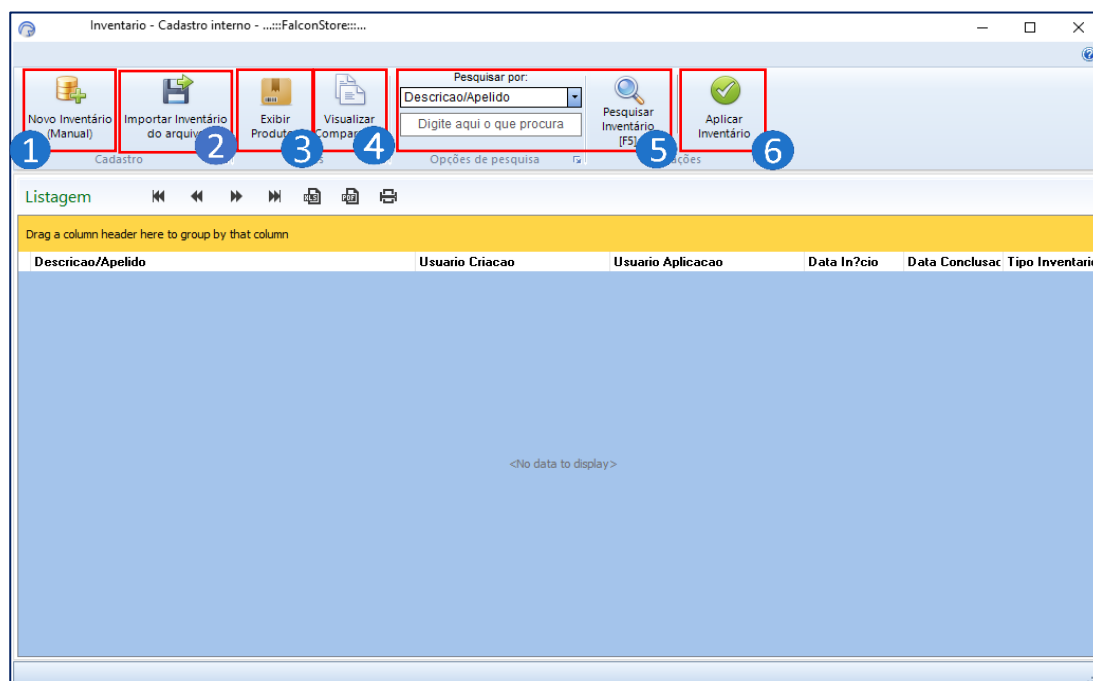 Inventario - Cadastro interno - ...:::FalconStore:::...
Novo Inventário
(Manual)
1
Importar Inventário
do arquivo
2
Exibir
3
Visualizar
4
Cadastro
Pesquisar por:
Descricao/Apelido
Digite aqui o que procura
Opções de pesquisa
Pesquisar
Inventário
[F5]
5
Aplicar
Inventário
6
Listagem
XLS
PDF
Drag a column header here to group by that column
Descricao/Apelido Usuario Criacao Usuario Aplicacao Data In?cio Data Conclusac Tipo Inventari
<No data to display>